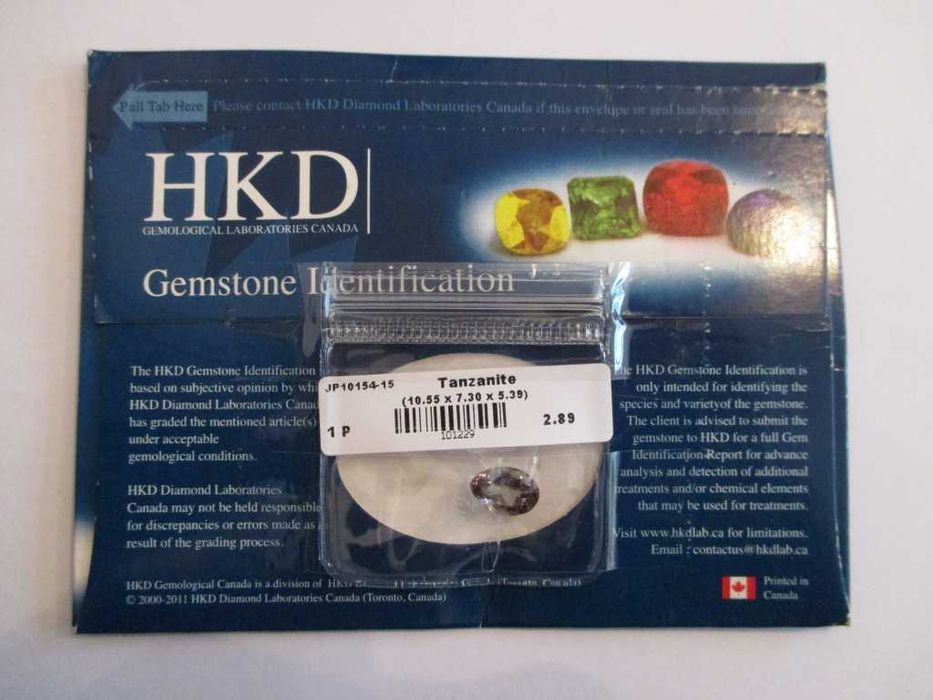 Pull Tab Here
Please contact HKD Diamond Laboratories Canada if this envelope or seal has been
HKD
GEMOLOGICAL LABORATORIES CANADA
Gemstone Identification
The HKD Gemstone Identification
based on subjective opinion by
HKD Diamond Laboratories
has graded the mentioned article(s)
under acceptable
gemological conditions.
HKD Diamond Laboratories
Canada may not be held responsible
for discrepancies or errors made as
result of the grading process.
HKD Gemological Canada is a division of
© 2000-2011 HKD Diamond Laboratories Canada (Toronto, Canada)
JP10154-15
Tanzanite
(10.55 x 7.30 x 5.39)
1 P
101229
2.89
HKD Gemstone Identification is
only intended for identifying the
species and varietyof the gemstone.
The client is advised to submit the
gemstone to HKD for a full Gem
Identification Report for advance
analysis and detection of additional
treatments and/or chemical elements
that may be used for treatments.
Visit www.hkdlab.ca for limitations.
Email : contactus@hkdlab.ca
Printed in
Canada